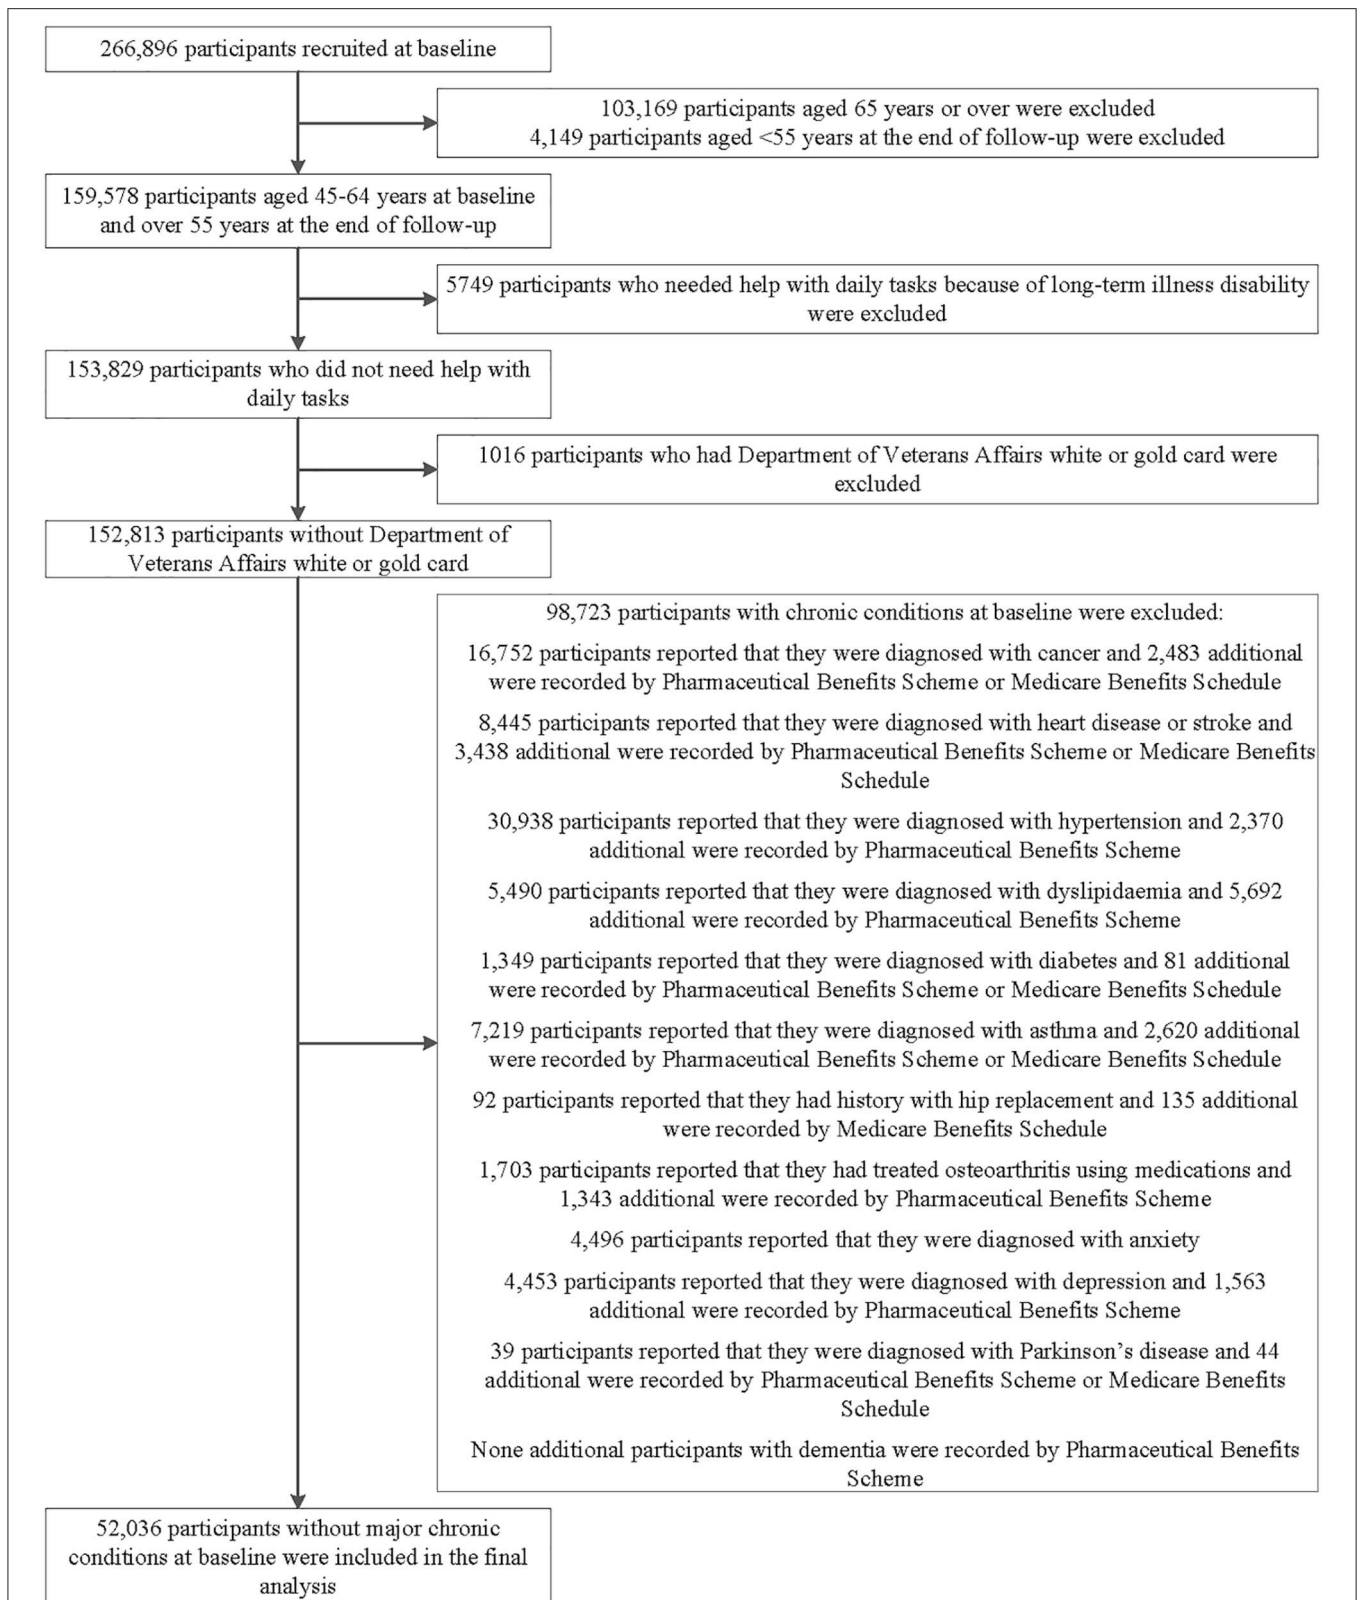 266,896 participants recruited at baseline
103,169 participants aged 65 years or over were excluded
4,149 participants aged <55 years at the end of follow-up were excluded
159,578 participants aged 45-64 years at baseline
and over 55 years at the end of follow-up
5749 participants who needed help with daily tasks because of long-term illness disability
were excluded
153,829 participants who did not need help with
daily tasks
1016 participants who had Department of Veterans Affairs white or gold card were
excluded
152,813 participants without Department of
Veterans Affairs white or gold card
98,723 participants with chronic conditions at baseline were excluded:
16,752 participants reported that they were diagnosed with cancer and 2,483 additional
were recorded by Pharmaceutical Benefits Scheme or Medicare Benefits Schedule
8,445 participants reported that they were diagnosed with heart disease or stroke and
3,438 additional were recorded by Pharmaceutical Benefits Scheme or Medicare Benefits
Schedule
30,938 participants reported that they were diagnosed with hypertension and 2,370
additional were recorded by Pharmaceutical Benefits Scheme
5,490 participants reported that they were diagnosed with dyslipidaemia and 5,692
additional were recorded by Pharmaceutical Benefits Scheme
1,349 participants reported that they were diagnosed with diabetes and 81 additional
were recorded by Pharmaceutical Benefits Scheme or Medicare Benefits Schedule
7,219 participants reported that they were diagnosed with asthma and 2,620 additional
were recorded by Pharmaceutical Benefits Scheme or Medicare Benefits Schedule
92 participants reported that they had history with hip replacement and 135 additional
were recorded by Medicare Benefits Schedule
1,703 participants reported that they had treated osteoarthritis using medications and
1,343 additional were recorded by Pharmaceutical Benefits Scheme
4,496 participants reported that they were diagnosed with anxiety
4,453 participants reported that they were diagnosed with depression and 1,563
additional were recorded by Pharmaceutical Benefits Scheme
39 participants reported that they were diagnosed with Parkinson's disease and 44
additional were recorded by Pharmaceutical Benefits Scheme or Medicare Benefits
Schedule
None additional participants with dementia were recorded by Pharmaceutical Benefits
Scheme
52,036 participants without major chronic
conditions at baseline were included in the final
analysis